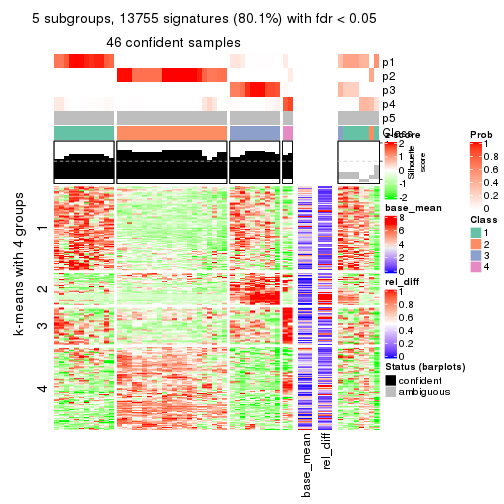 5 subgroups, 13755 signatures (80.1%) with fdr < 0.05
46 confident samples
p1
p2
p3
p4
p5
Class
k-means with 4 groups
1
2
3
4
base_mean
rel_diff
Silhouette
score
z-score
2
1
0
-1
-2
base_mean
8
6
4
2
0
rel_diff
1
0.8
0.6
0.4
0.2
0
Status (barplots)
confident
ambiguous
Prob
1
0.8
0.6
0.4
0.2
0
Class
1
2
3
4